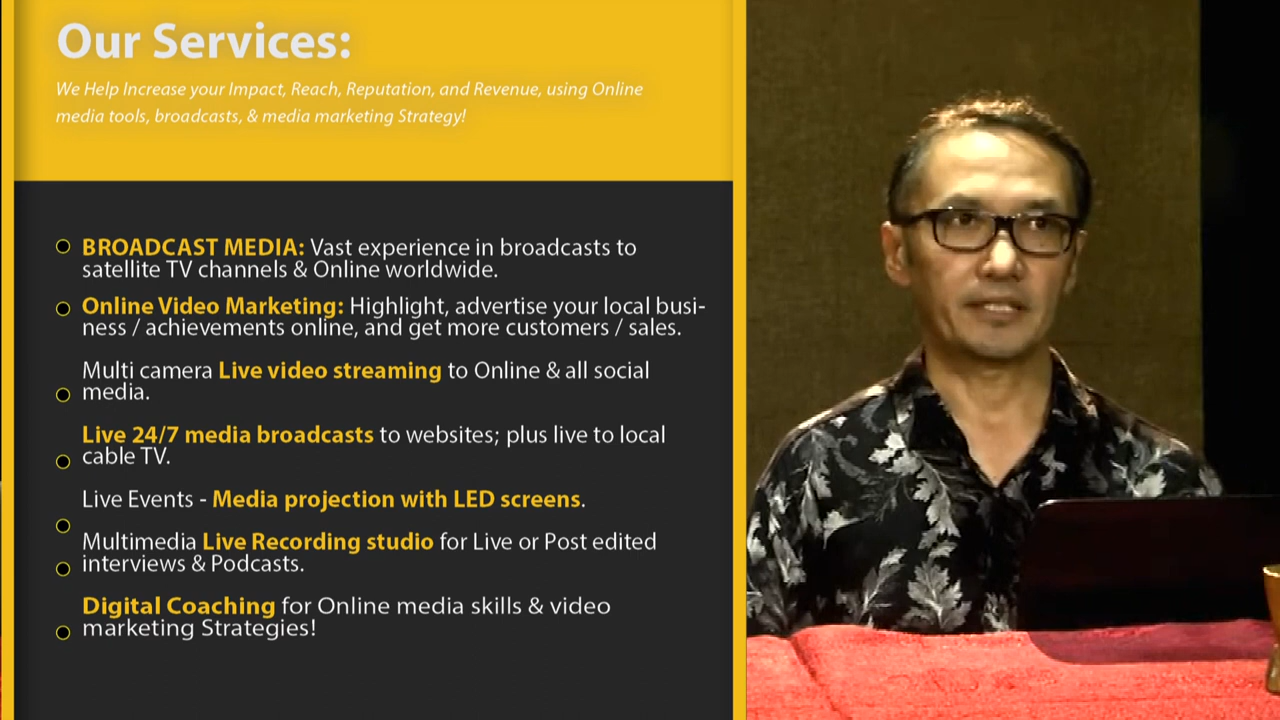 Our Services:
We Help Increase your Impact, Reach, Reputation, and Revenue, using Online
media tools, broadcasts, & media marketing Strategy!
BROADCAST MEDIA: Vast experience in broadcasts to
satellite TV channels & Online worldwide.
Online Video Marketing: Highlight, advertise your local busi-
ness / achievements online, and get more customers / sales.
Multi camera Live video streaming to Online & all social
media.
Live 24/7 media broadcasts to websites; plus live to local
cable TV.
Live Events - Media projection with LED screens.
Multimedia Live Recording studio for Live or Post edited
interviews & Podcasts.
Digital Coaching for Online media skills & video
marketing Strategies!